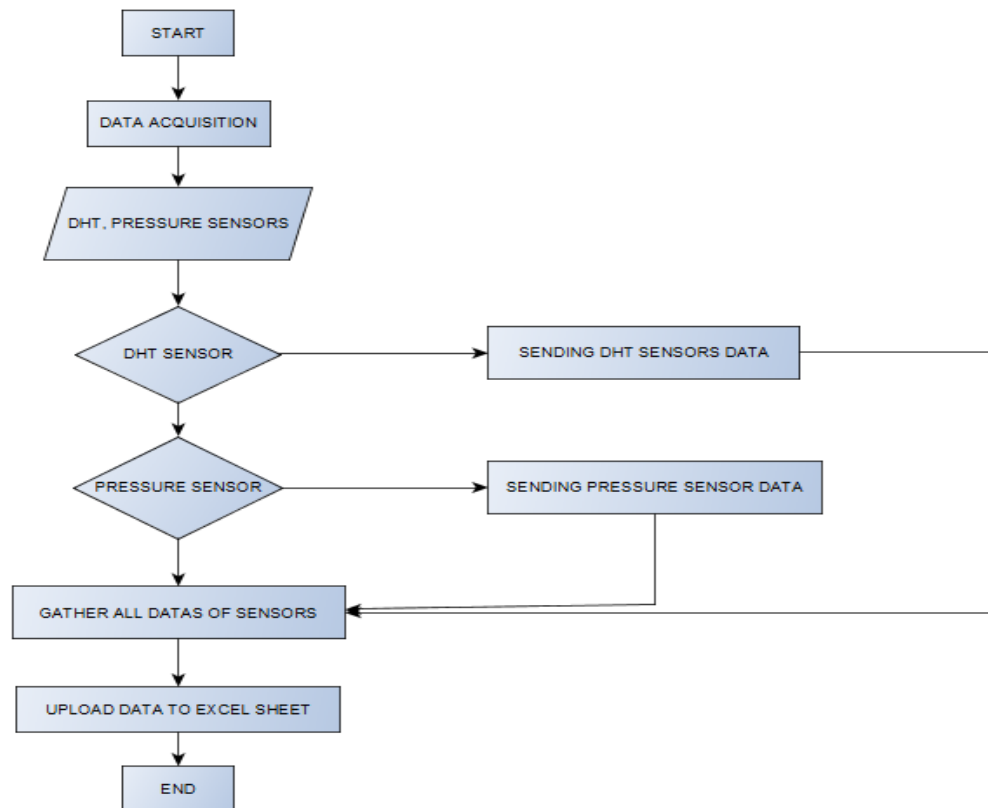 START
DATA ACQUISITION
DHT, PRESSURE SENSORS
DHT SENSOR
SENDING DHT SENSORS DATA
PRESSURE SENSOR
SENDING PRESSURE SENSOR DATA
GATHER ALL DATAS OF SENSORS
UPLOAD DATA TO EXCEL SHEET
END